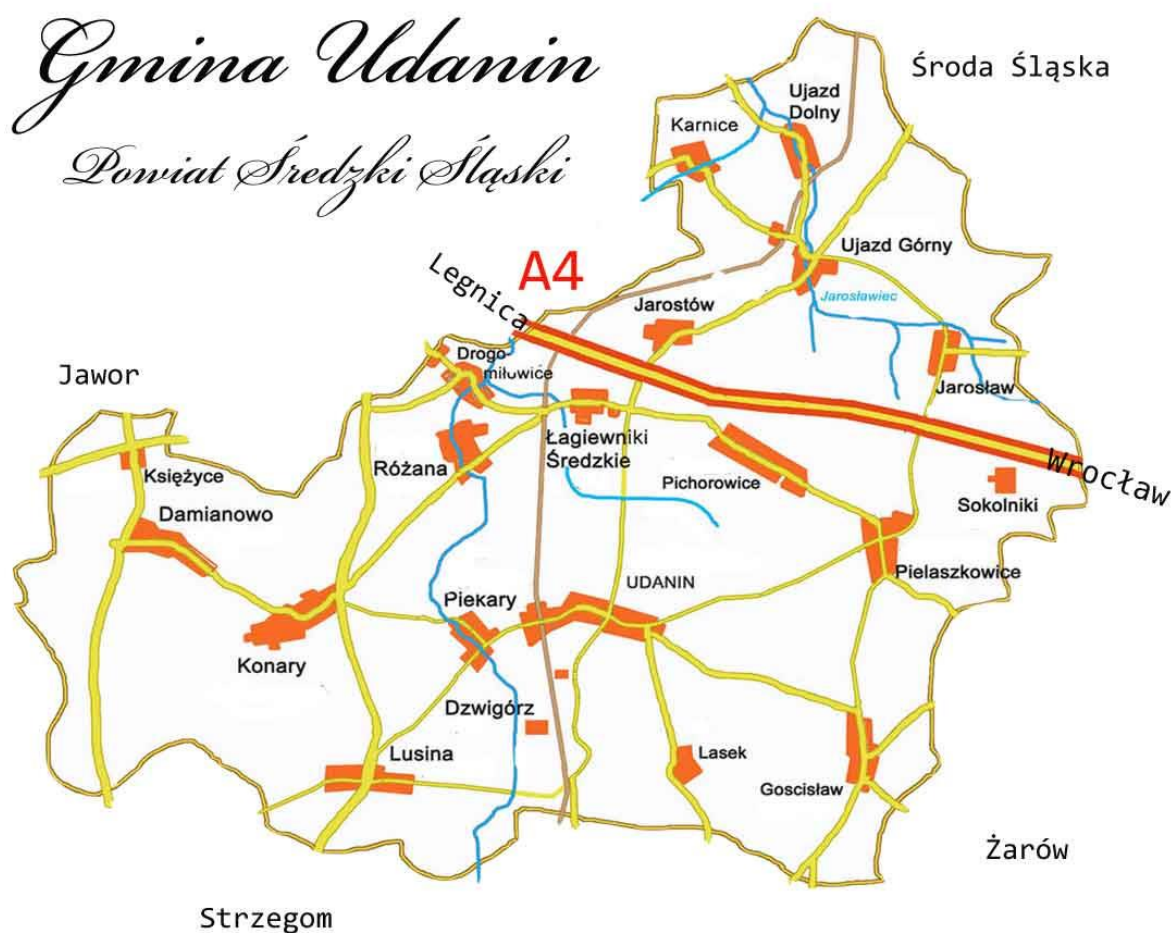 Gmina Udanin
Powiat Średzki Śląski
Środa Śląska
Ujazd
Dolny
Karnice
Ujazd Górny
A4
Legnica
Jarosławiec
Jarostów
Drogo-
miłowice
Jarosław
Jawor
Łagiewniki
Średzkie
Różana
Księżyce
Pichorowice
Wrocław
Sokolniki
Damianowo
Pielaszkowice
UDANIN
Piekary
Konary
Dzwigórz
Lusina
Lasek
Goscisław
Żarów
Strzegom